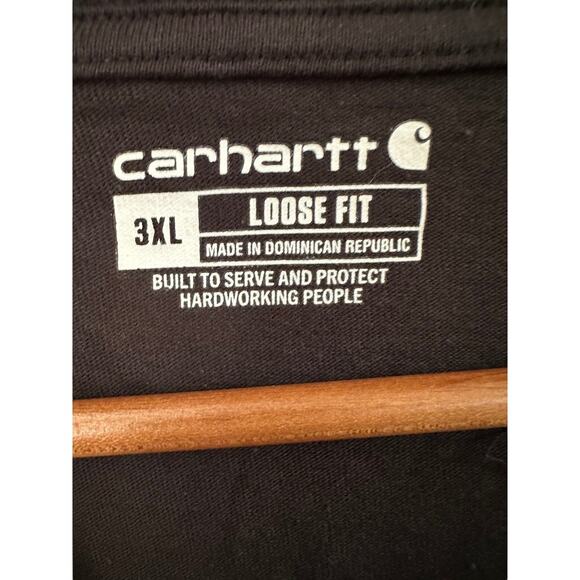 carhartt
3XL
LOOSE FIT
MADE IN DOMINICAN REPUBLIC
BUILT TO SERVE AND PROTECT
HARDWORKING PEOPLE